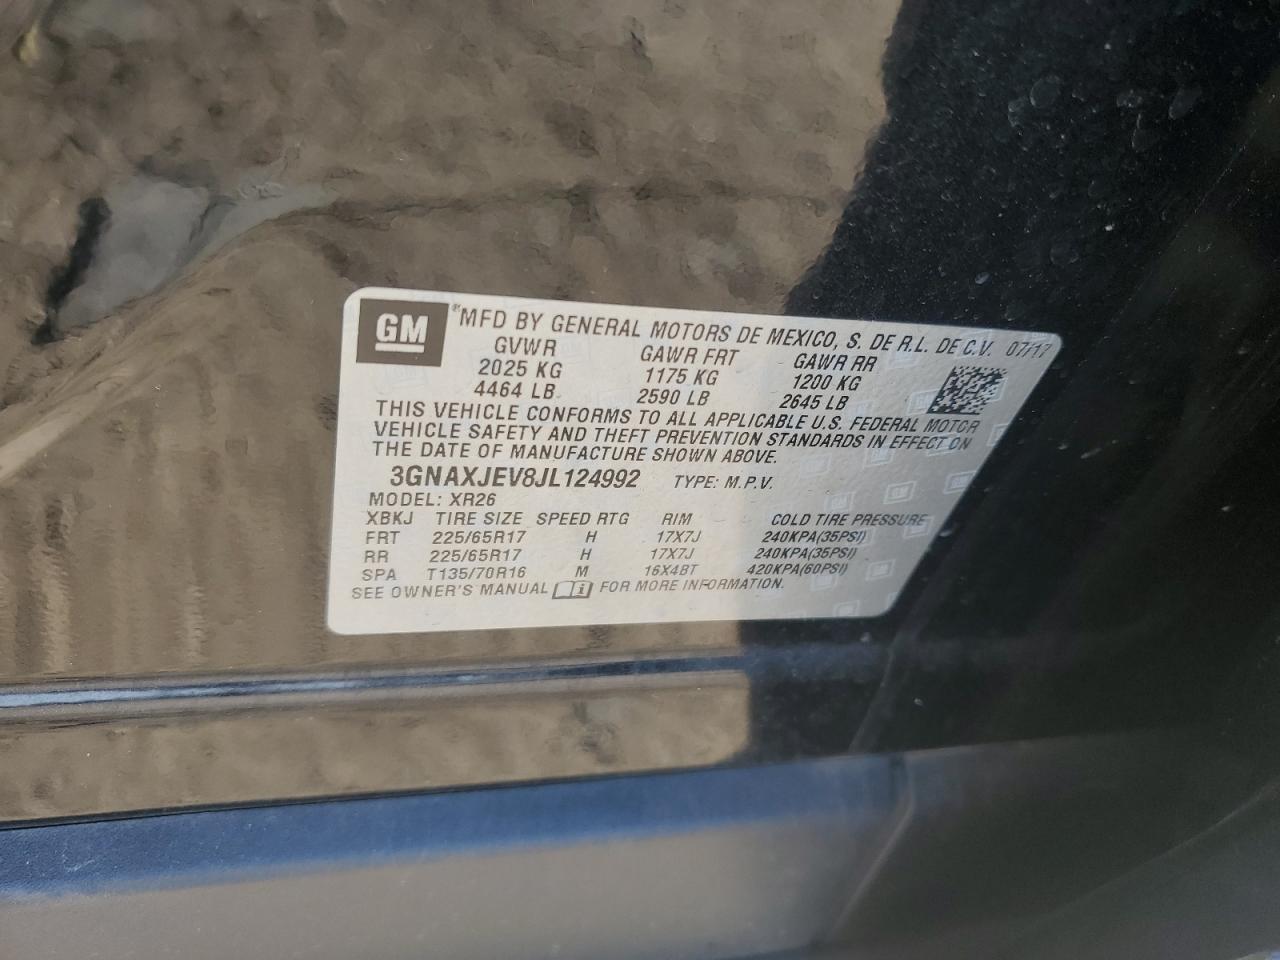 GM
®MFD BY GENERAL MOTORS DE MEXICO, S. DE R.L. DE C.V. 07/17
GVWR GAWR FRT GAWR RR
2025 KG 1175 KG 1200 KG
4464 LB 2590 LB 2645 LB
THIS VEHICLE CONFORMS TO ALL APPLICABLE U.S. FEDERAL MOTOR
VEHICLE SAFETY AND THEFT PREVENTION STANDARDS IN EFFECT ON
THE DATE OF MANUFACTURE SHOWN ABOVE.
3GNAXJEV8JL124992 TYPE: M.P.V.
MODEL: XR26
XBKJ TIRE SIZE SPEED RTG RIM COLD TIRE PRESSURE
FRT 225/65R17 H 17X7J 240KPA(35PSI)
RR 225/65R17 H 17X7J 240KPA(35PSI)
SPA T135/70R16 M 16X4BT 420KPA(60PSI)
SEE OWNER'S MANUAL FOR MORE INFORMATION.